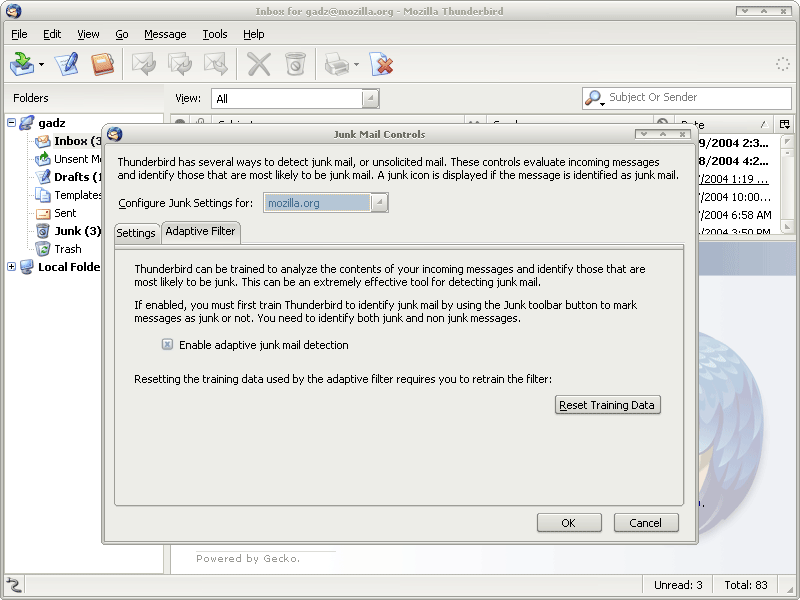 Inbox for gadz@mozilla.org - Mozilla Thunderbird
File Edit View Go Message Tools Help
Folders
View: All
Subject Or Sender
gadz
Inbox (3
Unsent M
Drafts (1
Templates
Sent
Junk (3)
Trash
Local Folde
Date
9/2004 2:3...
8/2004 4:2...
/2004 1:19 ...
/2004 10:00...
/2004 6:58 AM
/2004 3:50 PM
Junk Mail Controls
Thunderbird has several ways to detect junk mail, or unsolicited mail. These controls evaluate incoming messages
and identify those that are most likely to be junk mail. A junk icon is displayed if the message is identified as junk mail.
Configure Junk Settings for: mozilla.org
Settings Adaptive Filter
Thunderbird can be trained to analyze the contents of your incoming messages and identify those that are
most likely to be junk. This can be an extremely effective tool for detecting junk mail.
If enabled, you must first train Thunderbird to identify junk mail by using the Junk toolbar button to mark
messages as junk or not. You need to identify both junk and non junk messages.
Enable adaptive junk mail detection
Resetting the training data used by the adaptive filter requires you to retrain the filter:
Reset Training Data
OK Cancel
Powered by Gecko.
Unread: 3 Total: 83